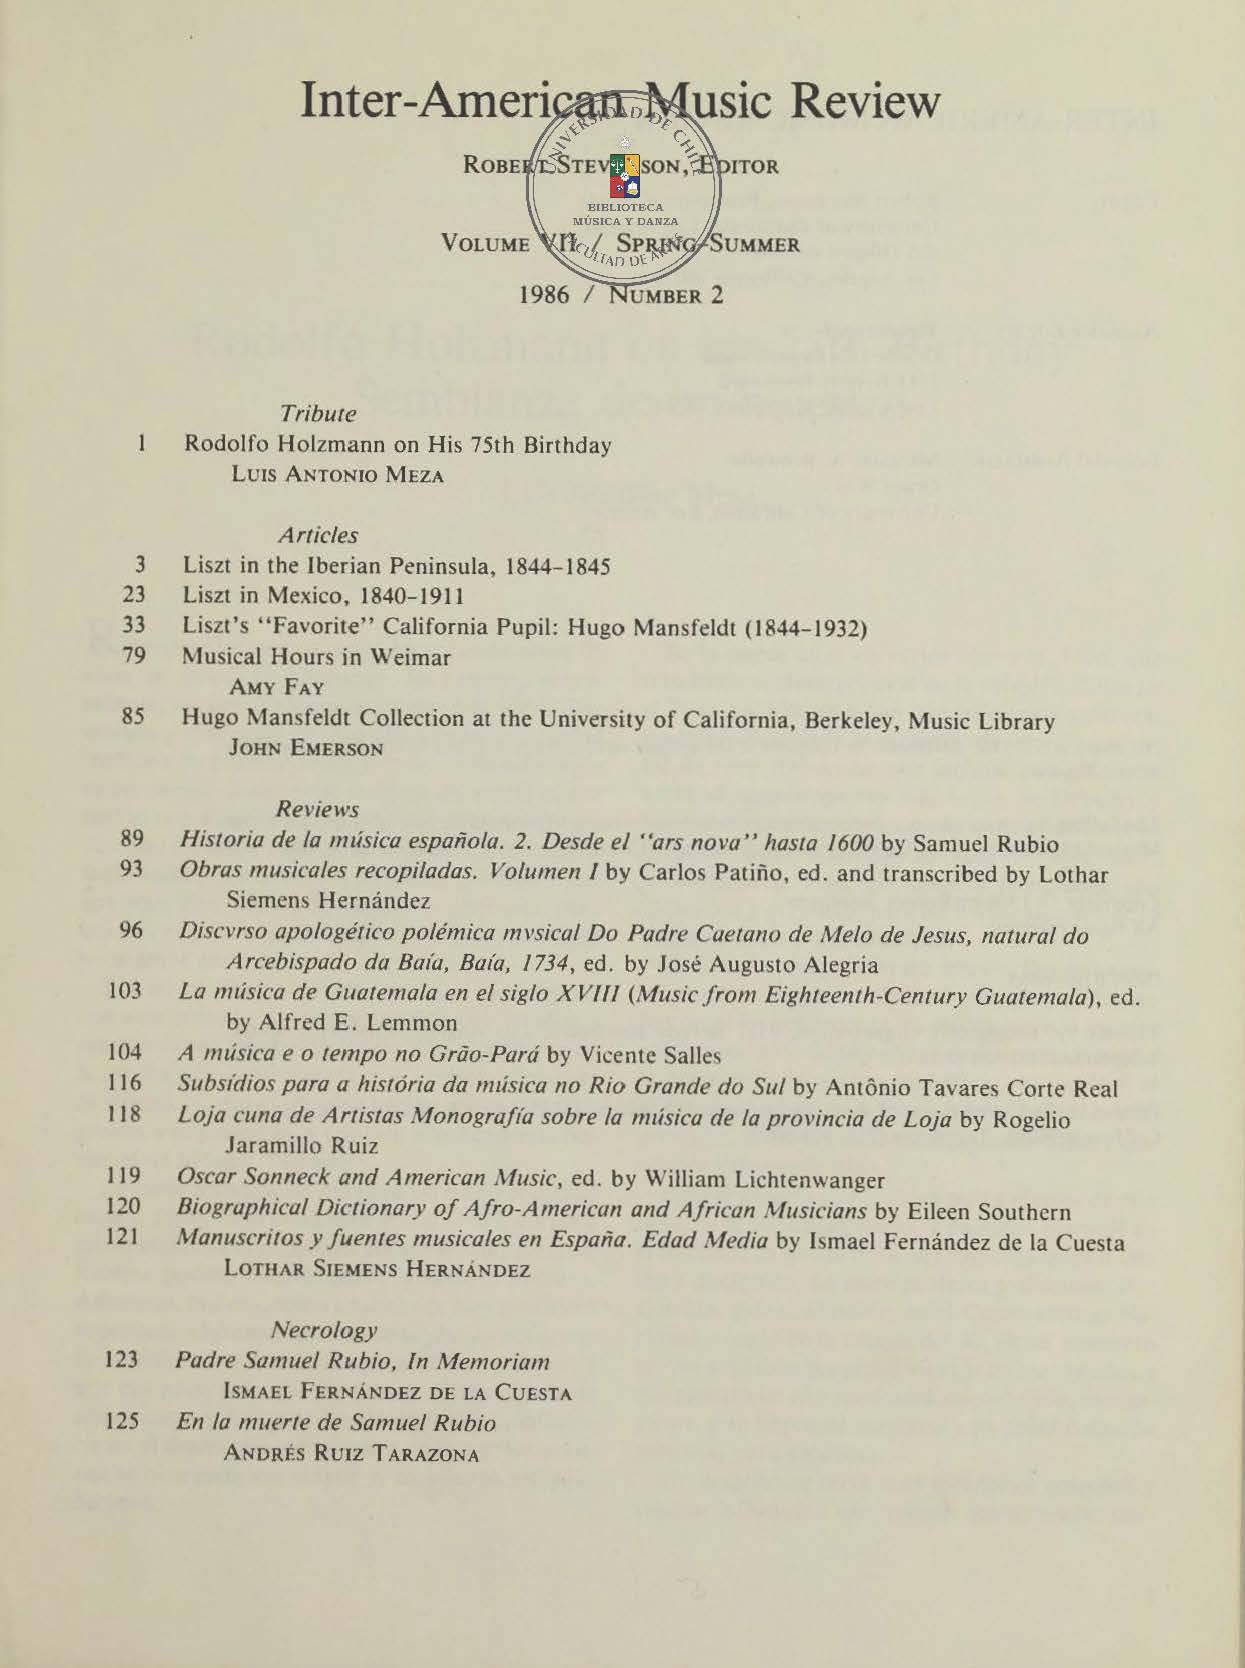 Inter-American Music Review
ROBERT STEVENSON, EDITOR
VOLUME VII / SPRING-SUMMER
1986 / NUMBER 2
UNIVERSIDAD DE CHILE
BIBLIOTECA
MÚSICA Y DANZA
FACULTAD DE ARTES
Tribute
1 Rodolfo Holzmann on His 75th Birthday
LUIS ANTONIO MEZA
Articles
3 Liszt in the Iberian Peninsula, 1844–1845
23 Liszt in Mexico, 1840–1911
33 Liszt's "Favorite" California Pupil: Hugo Mansfeldt (1844–1932)
79 Musical Hours in Weimar
AMY FAY
85 Hugo Mansfeldt Collection at the University of California, Berkeley, Music Library
JOHN EMERSON
Reviews
89 Historia de la música española. 2. Desde el "ars nova" hasta 1600 by Samuel Rubio
93 Obras musicales recopiladas. Volumen I by Carlos Patiño, ed. and transcribed by Lothar
Siemens Hernández
96 Discvrso apologético polémica mvsical Do Padre Caetano de Melo de Jesus, natural do
Arcebispado da Baía, Baía, 1734, ed. by José Augusto Alegria
103 La música de Guatemala en el siglo XVIII (Music from Eighteenth-Century Guatemala), ed.
by Alfred E. Lemmon
104 A música e o tempo no Grão-Pará by Vicente Salles
116 Subsídios para a história da música no Rio Grande do Sul by Antônio Tavares Corte Real
118 Loja cuna de Artistas Monografía sobre la música de la provincia de Loja by Rogelio
Jaramillo Ruiz
119 Oscar Sonneck and American Music, ed. by William Lichtenwanger
120 Biographical Dictionary of Afro-American and African Musicians by Eileen Southern
121 Manuscritos y fuentes musicales en España. Edad Media by Ismael Fernández de la Cuesta
LOTHAR SIEMENS HERNÁNDEZ
Necrology
123 Padre Samuel Rubio, In Memoriam
ISMAEL FERNÁNDEZ DE LA CUESTA
125 En la muerte de Samuel Rubio
ANDRÉS RUIZ TARAZONA